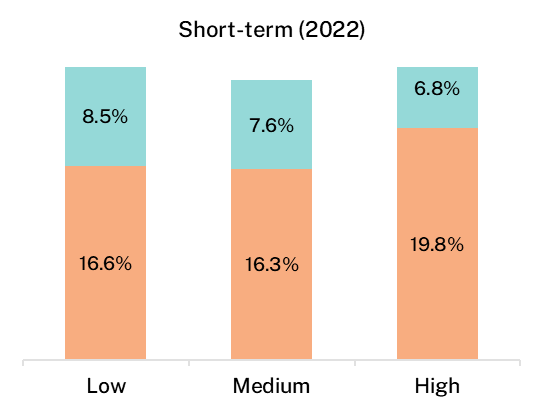 Short-term (2022)
8.5%
7.6%
6.8%
16.6%
16.3%
19.8%
Low
Medium
High